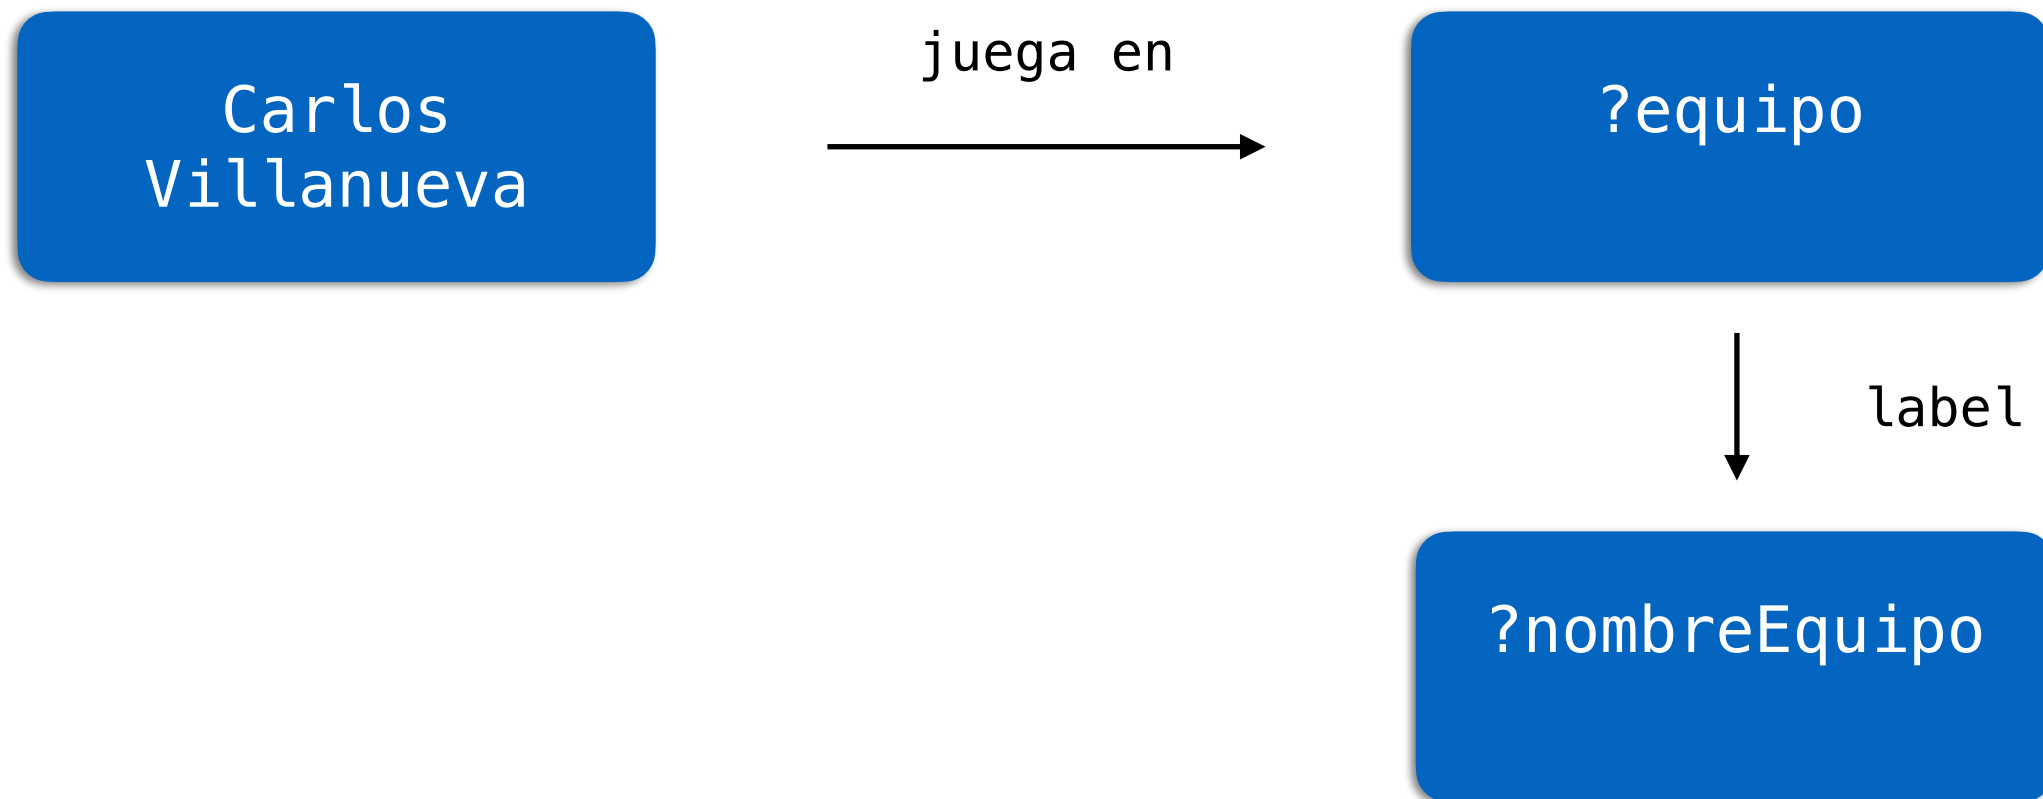 Carlos
Villanueva
juega en
?equipo
label
?nombreEquipo